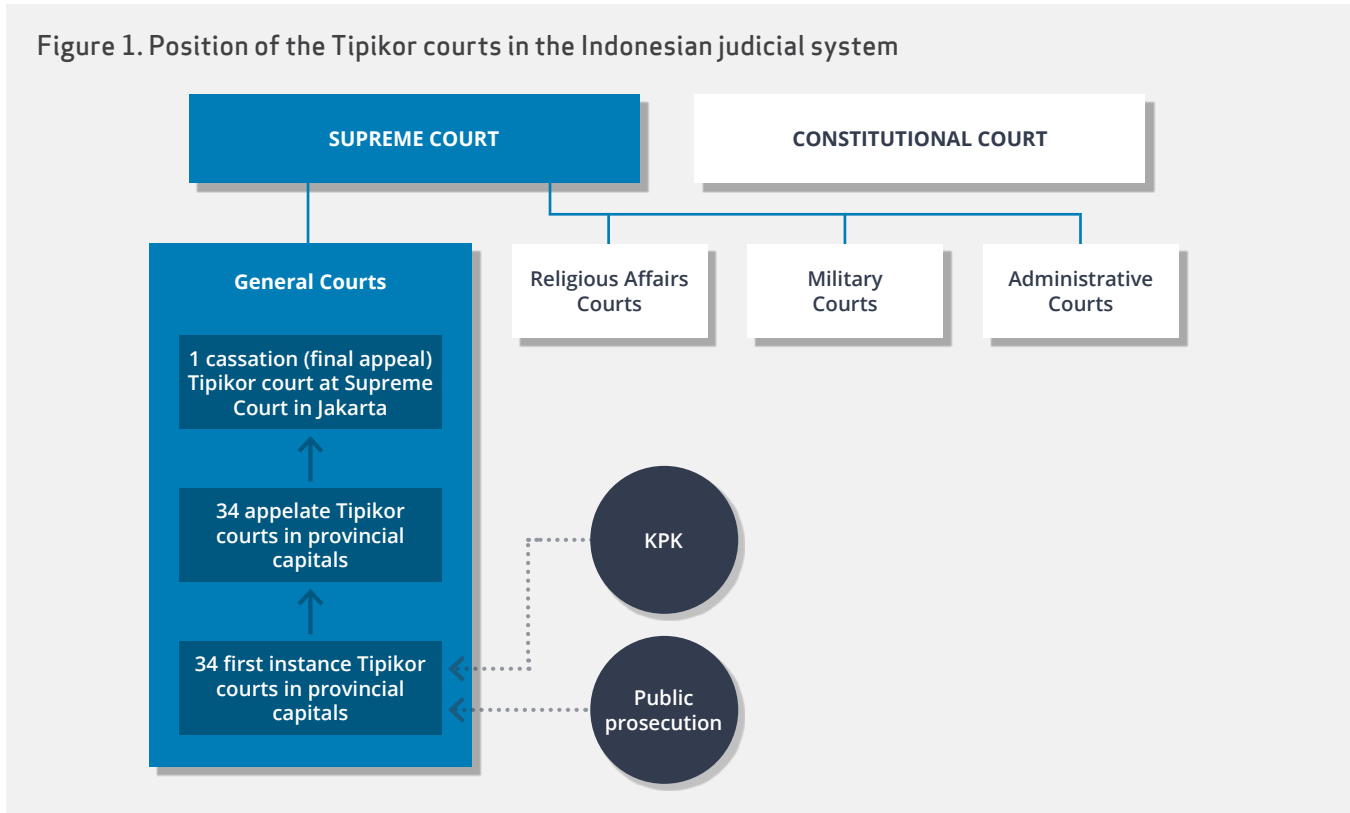 Figure 1. Position of the Tipikor courts in the Indonesian judicial system
SUPREME COURT
CONSTITUTIONAL COURT
General Courts
Religious Affairs
Courts
Military
Courts
Administrative
Courts
1 cassation (final appeal)
Tipikor court at Supreme
Court in Jakarta
34 appelate Tipikor
courts in provincial
capitals
KPK
34 first instance Tipikor
courts in provincial
capitals
Public
prosecution